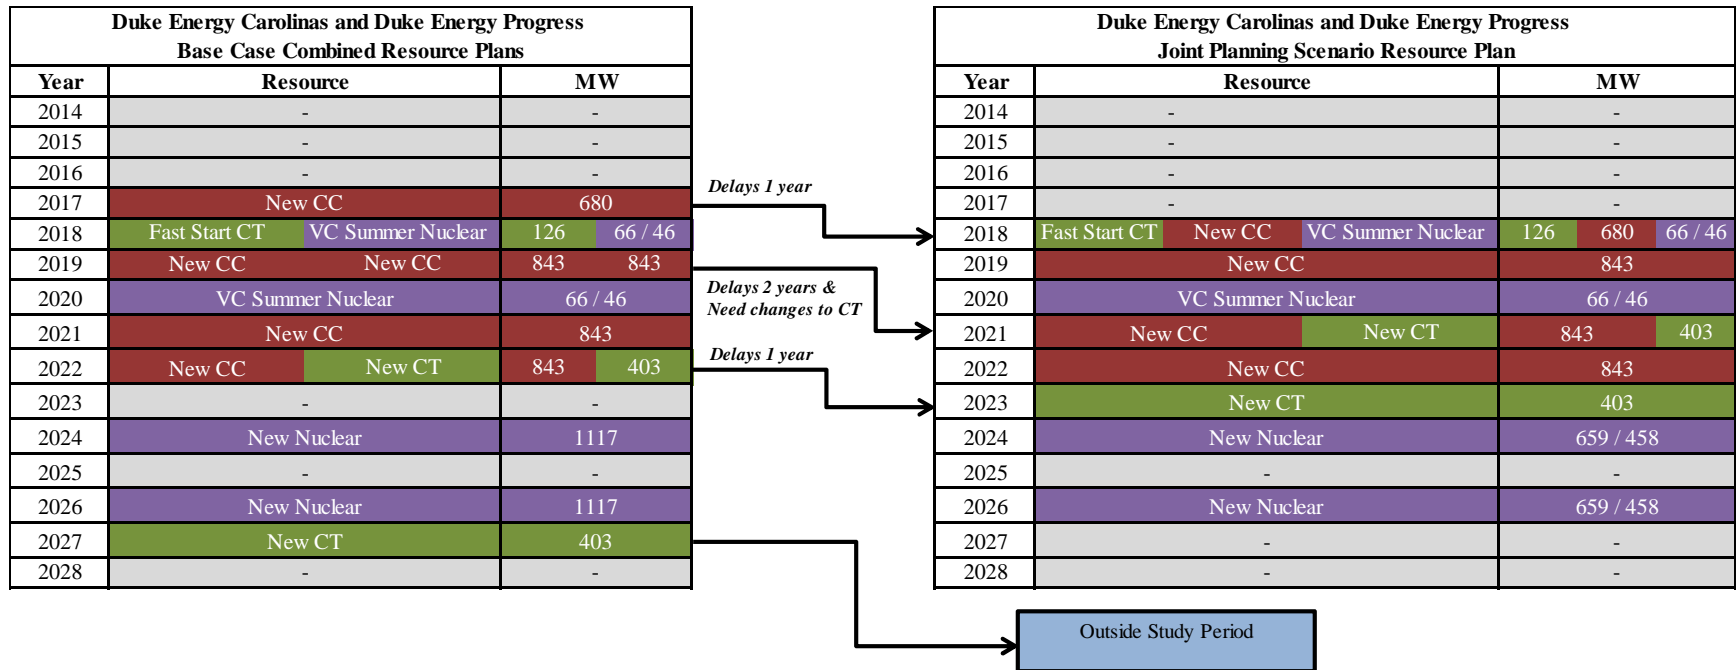 Duke Energy Carolinas and Duke Energy Progress
Base Case Combined Resource Plans
Year Resource MW
2014 - -
2015 - -
2016 - -
2017 New CC 680
2018 Fast Start CT VC Summer Nuclear 126 66 / 46
2019 New CC New CC 843 843
2020 VC Summer Nuclear 66 / 46
2021 New CC 843
2022 New CC New CT 843 403
2023 - -
2024 New Nuclear 1117
2025 - -
2026 New Nuclear 1117
2027 New CT 403
2028 - -
Delays 1 year
Delays 2 years &
Need changes to CT
Delays 1 year
Duke Energy Carolinas and Duke Energy Progress
Joint Planning Scenario Resource Plan
Year Resource MW
2014 - -
2015 - -
2016 - -
2017 - -
2018 Fast Start CT New CC VC Summer Nuclear 126 680 66 / 46
2019 New CC 843
2020 VC Summer Nuclear 66 / 46
2021 New CC New CT 843 403
2022 New CC 843
2023 New CT 403
2024 New Nuclear 659 / 458
2025 - -
2026 New Nuclear 659 / 458
2027 - -
2028 - -
Outside Study Period